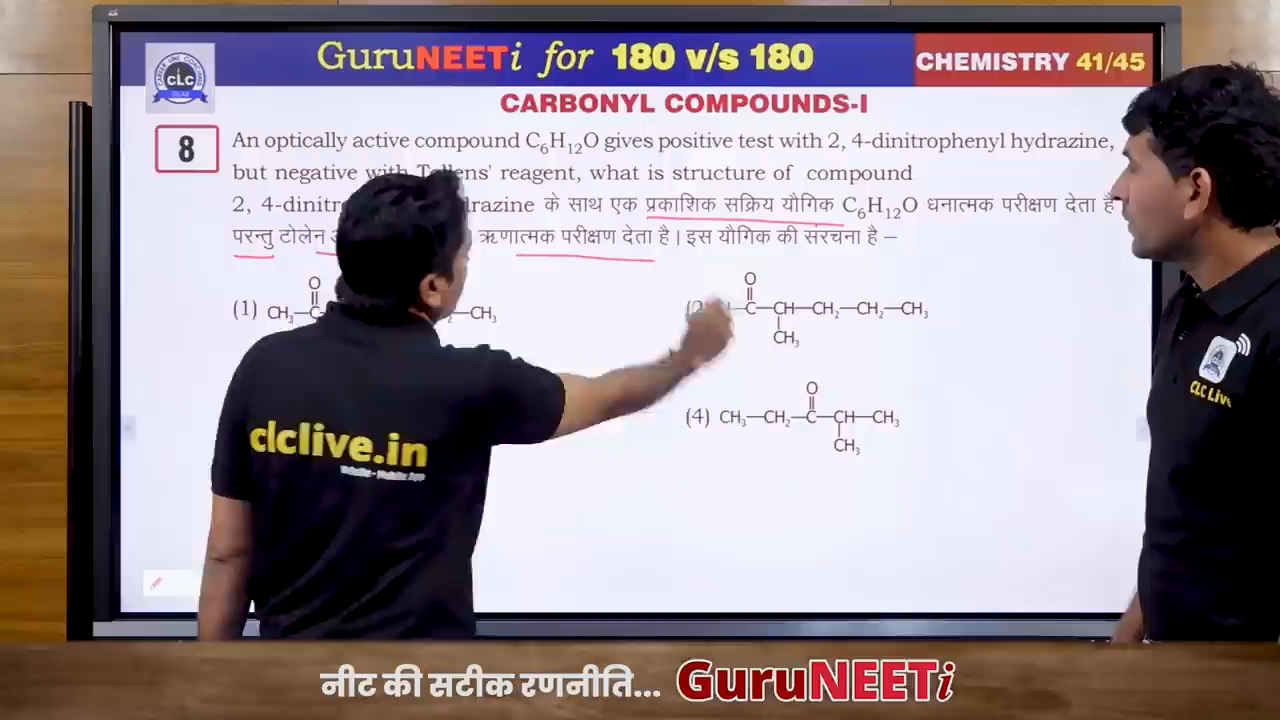 GuruNEETi for 180 v/s 180
CHEMISTRY 41/45
CLC
CARBONYL COMPOUNDS-I
8
An optically active compound C₆H₁₂O gives positive test with 2, 4-dinitrophenyl hydrazine,
but negative with Tollens' reagent, what is structure of compound
2, 4-dinitr drazine के साथ एक प्रकाशिक सक्रिय यौगिक C₆H₁₂O धनात्मक परीक्षण देता है
परन्तु टोलेन ऋणात्मक परीक्षण देता है। इस यौगिक की संरचना है –
O
(1) CH₃—C CH₃
O
C—CH—CH₂—CH₂—CH₃
CH₃
O
(4) CH₃—CH₂—C—CH—CH₃
CH₃
clclive.in
CLC Live
नीट की सटीक रणनीति... GuruNEETi